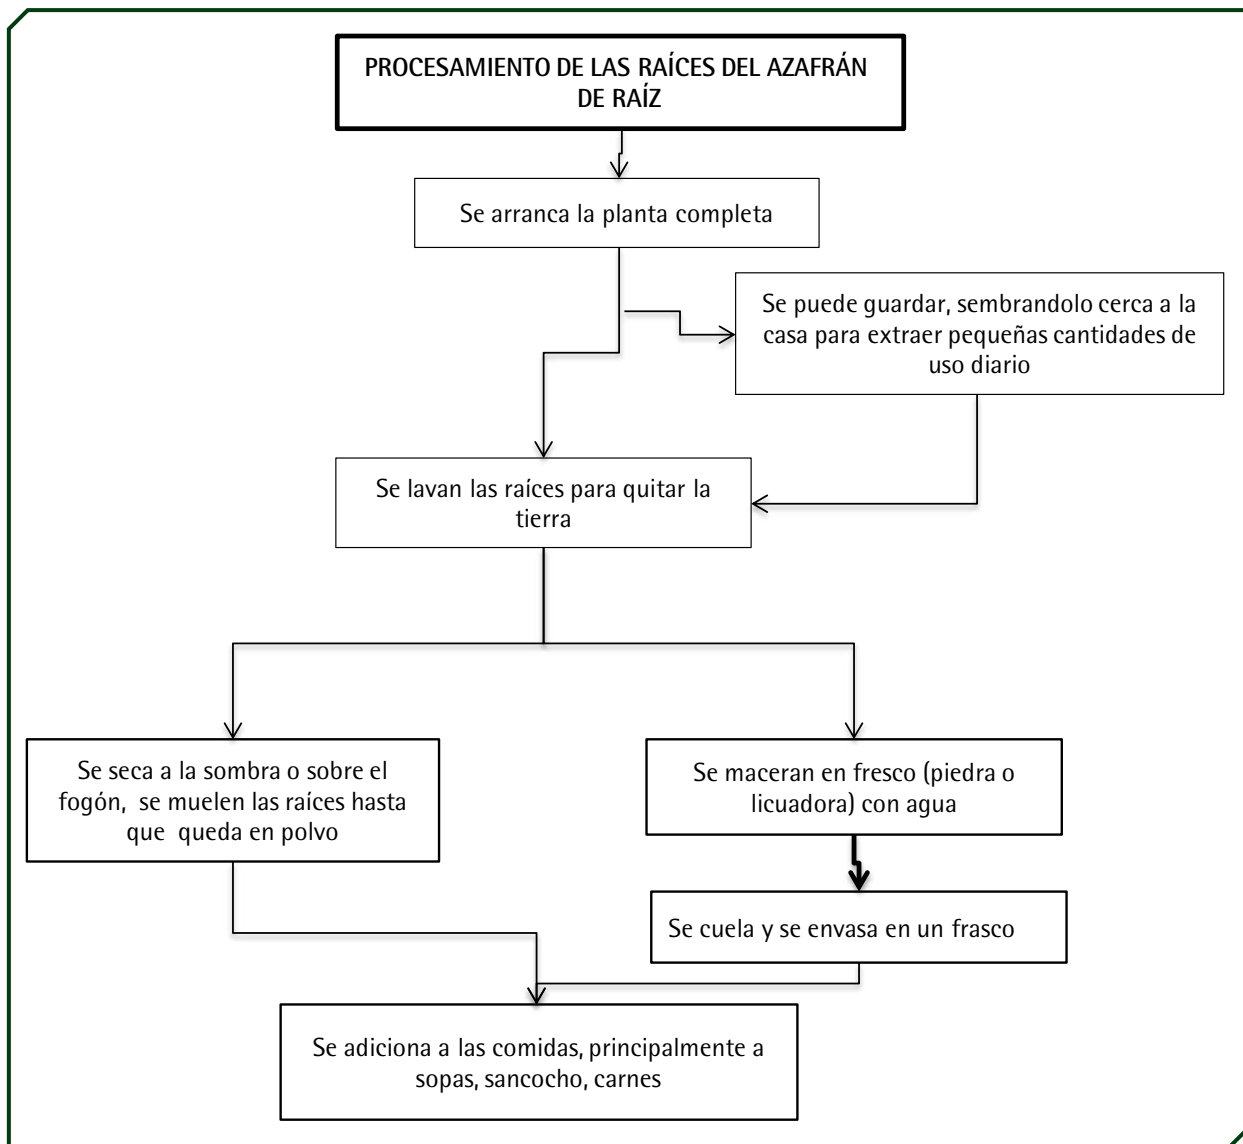 PROCESAMIENTO DE LAS RAÍCES DEL AZAFRÁN
DE RAÍZ
Se arranca la planta completa
Se puede guardar, sembrandolo cerca a la
casa para extraer pequeñas cantidades de
uso diario
Se lavan las raíces para quitar la
tierra
Se seca a la sombra o sobre el
fogón, se muelen las raíces hasta
que queda en polvo
Se maceran en fresco (piedra o
licuadora) con agua
Se cuela y se envasa en un frasco
Se adiciona a las comidas, principalmente a
sopas, sancocho, carnes